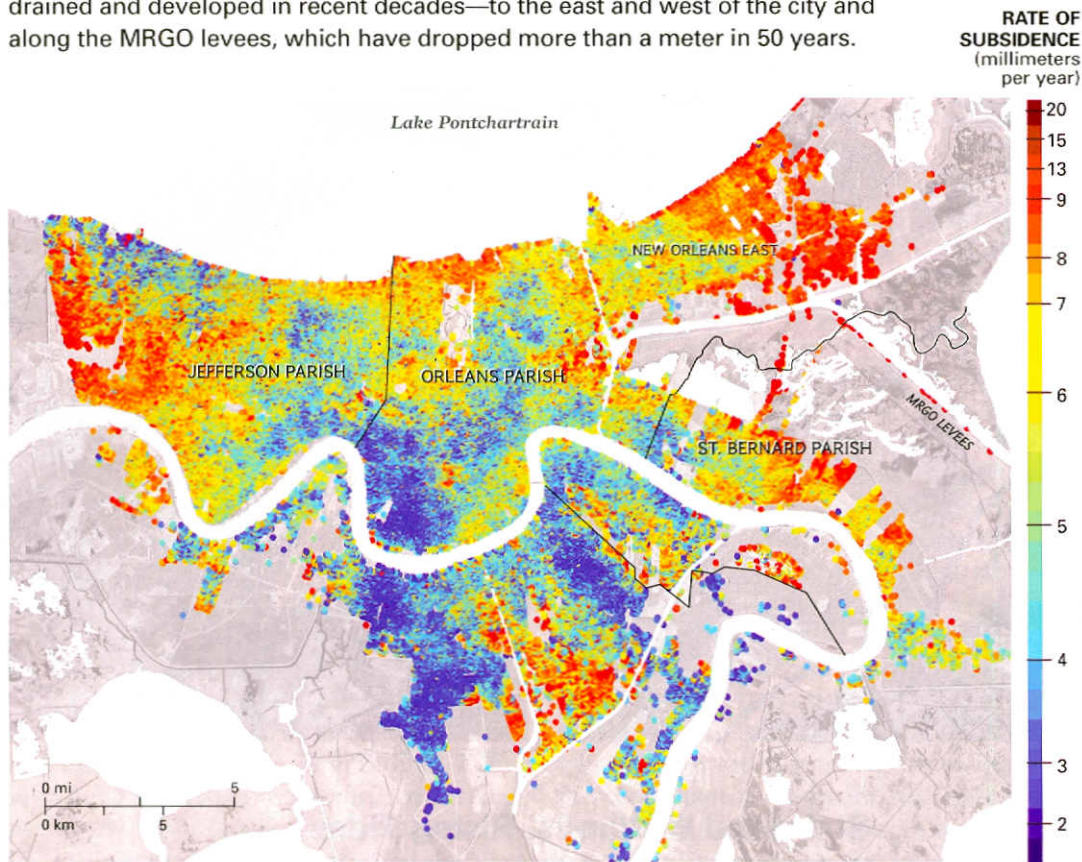 drained and developed in recent decades—to the east and west of the city and
along the MRGO levees, which have dropped more than a meter in 50 years.
RATE OF
SUBSIDENCE
(millimeters
per year)
Lake Pontchartrain
20
15
13
9
8
7
6
5
4
3
2
NEW ORLEANS EAST
JEFFERSON PARISH
ORLEANS PARISH
MRGO LEVEES
ST. BERNARD PARISH
0 mi 5
0 km 5